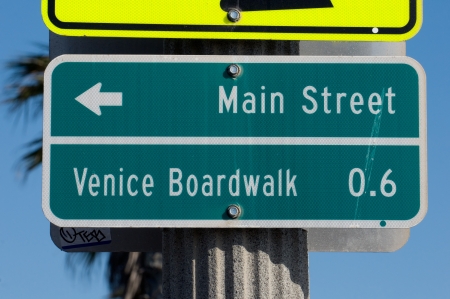 Main Street
Venice Boardwalk 0.6